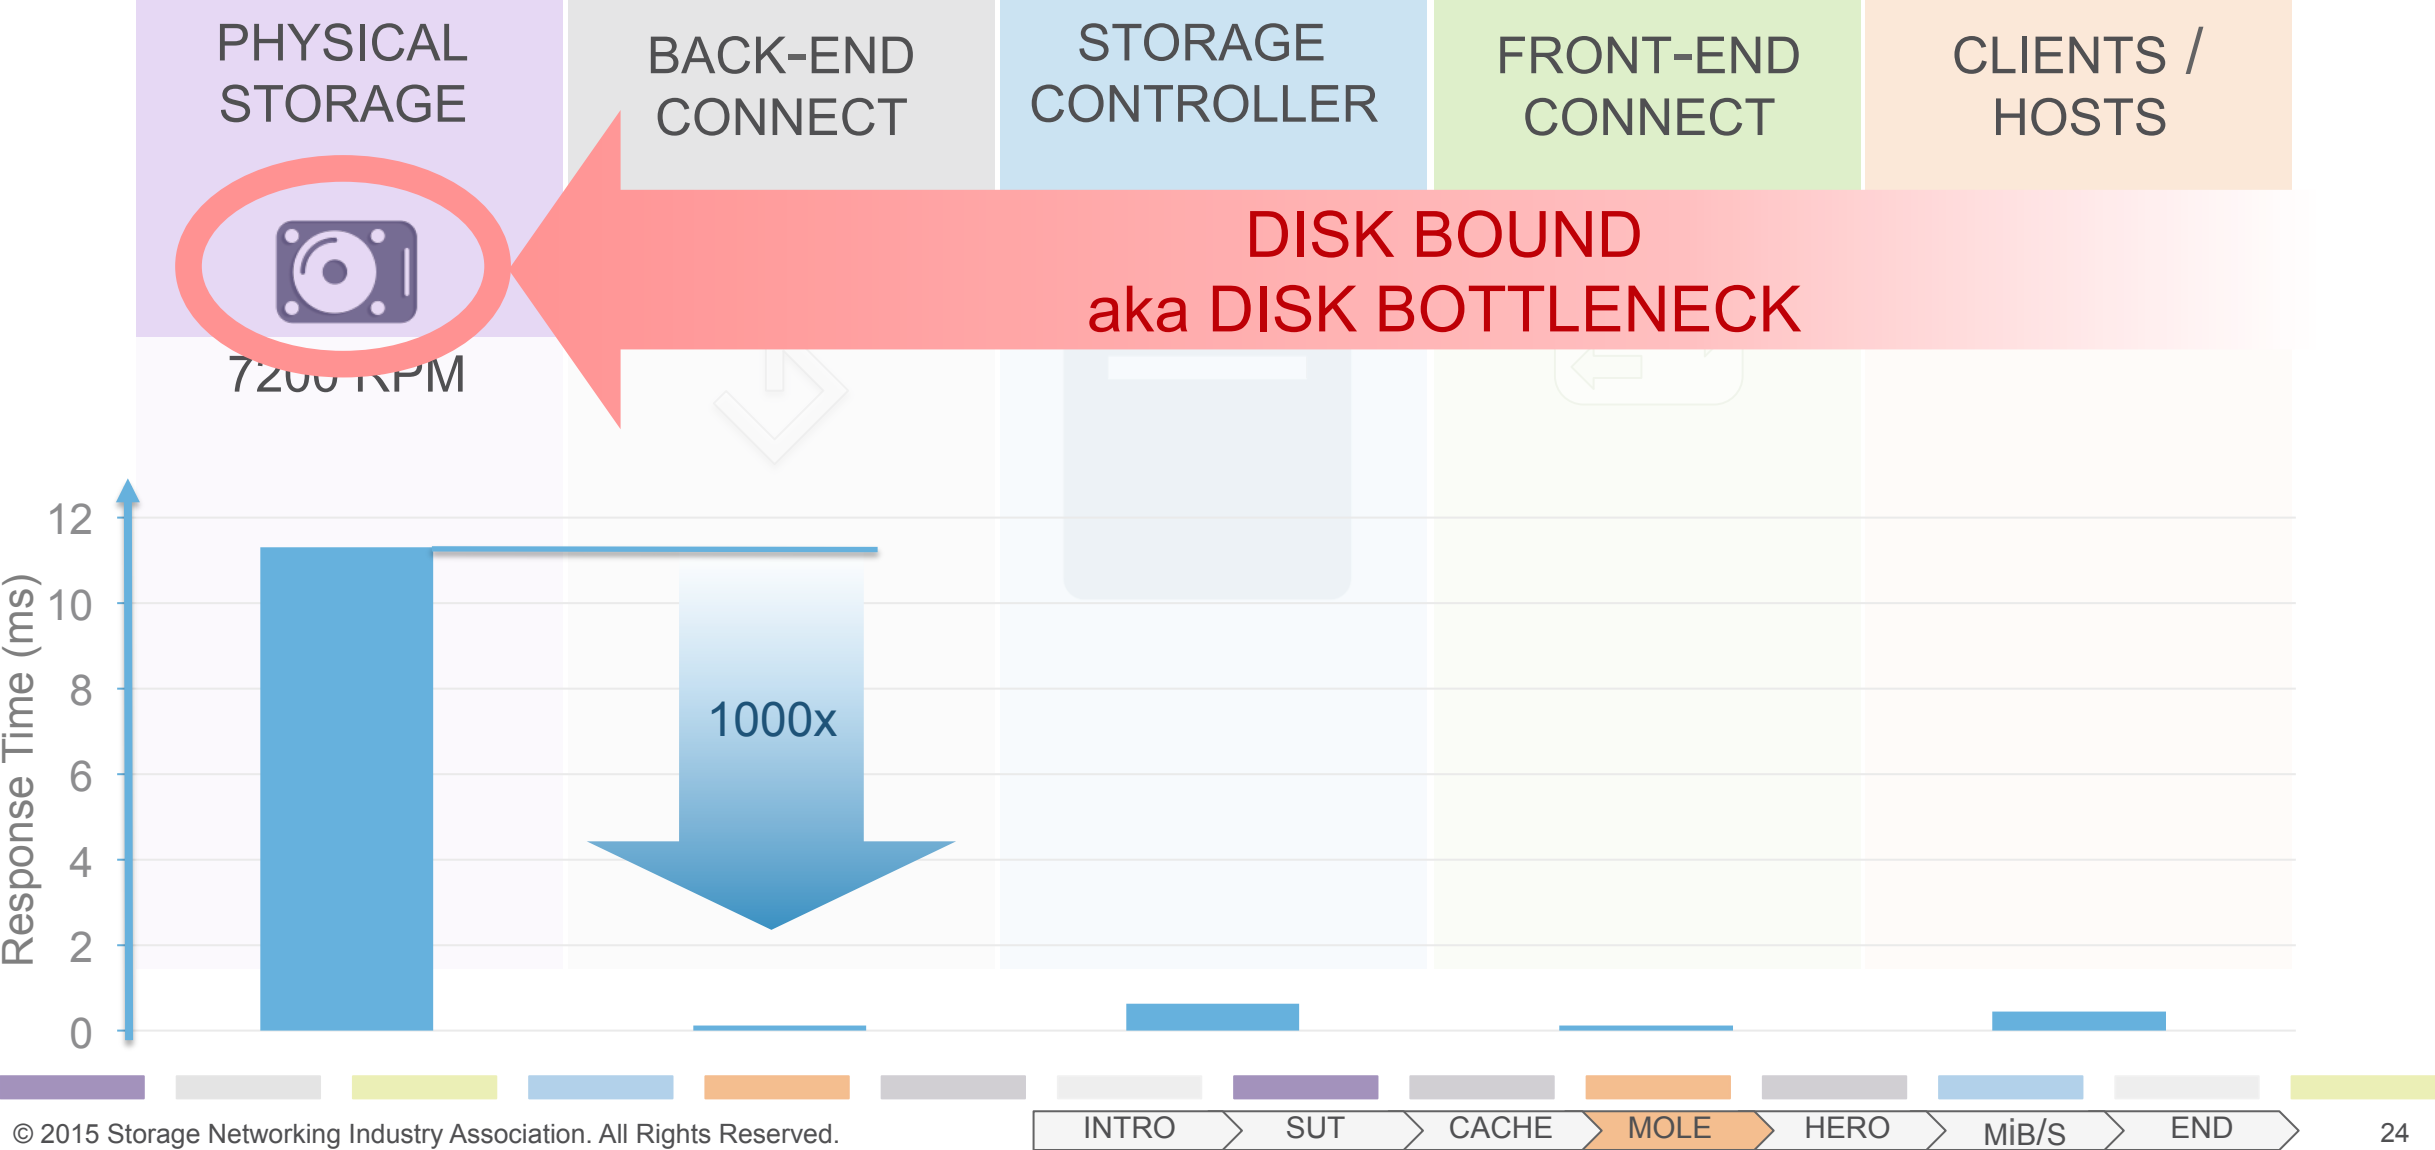 PHYSICAL
STORAGE
BACK-END
CONNECT
STORAGE
CONTROLLER
FRONT-END
CONNECT
CLIENTS /
HOSTS
DISK BOUND
aka DISK BOTTLENECK
7200 RPM
12
10
8
6
4
2
0
Response Time (ms)
1000x
© 2015 Storage Networking Industry Association. All Rights Reserved.
INTRO
SUT
CACHE
MOLE
HERO
MiB/S
END
24